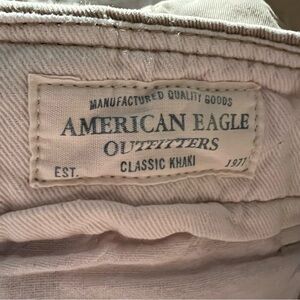 MANUFACTURED QUALITY GOODS
AMERICAN EAGLE
OUTFITTERS
CLASSIC KHAKI
EST. 1977